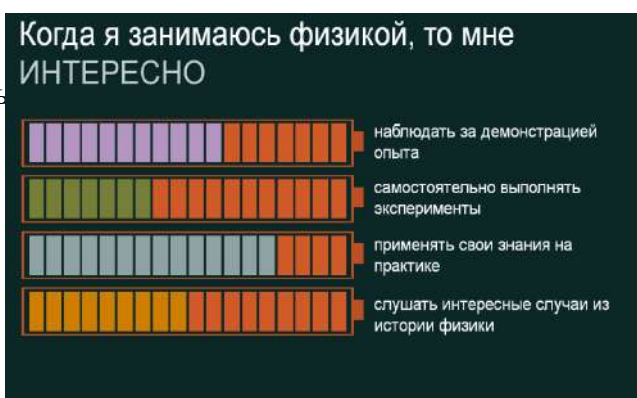 Когда я занимаюсь физикой, то мне
ИНТЕРЕСНО
ь
наблюдать за демонстрацией
опыта
самостоятельно выполнять
эксперименты
применять свои знания на
практике
слушать интересные случаи из
истории физики